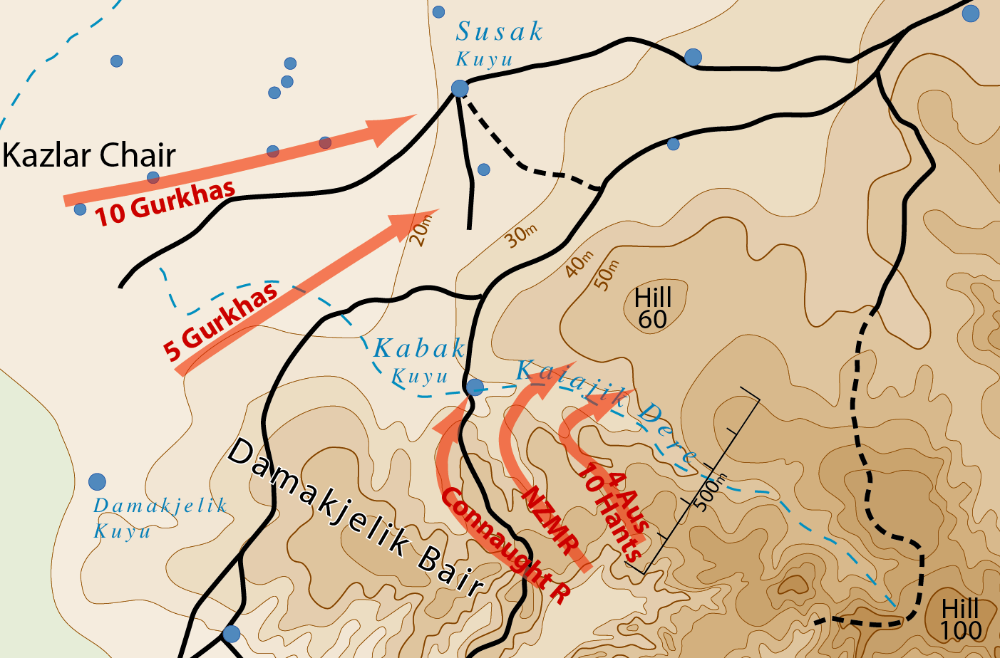 Susak
Kuyu
Kazlar Chair
10 Gurkhas
20m
30m
40m
50m
5 Gurkhas
Hill
60
Kabak
Kuyu
Kaiajik Dere
Damakjelik Bair
Damakjelik
Kuyu
Connaught R
NZMR
4 Aus
10 Hants
500m
Hill
100